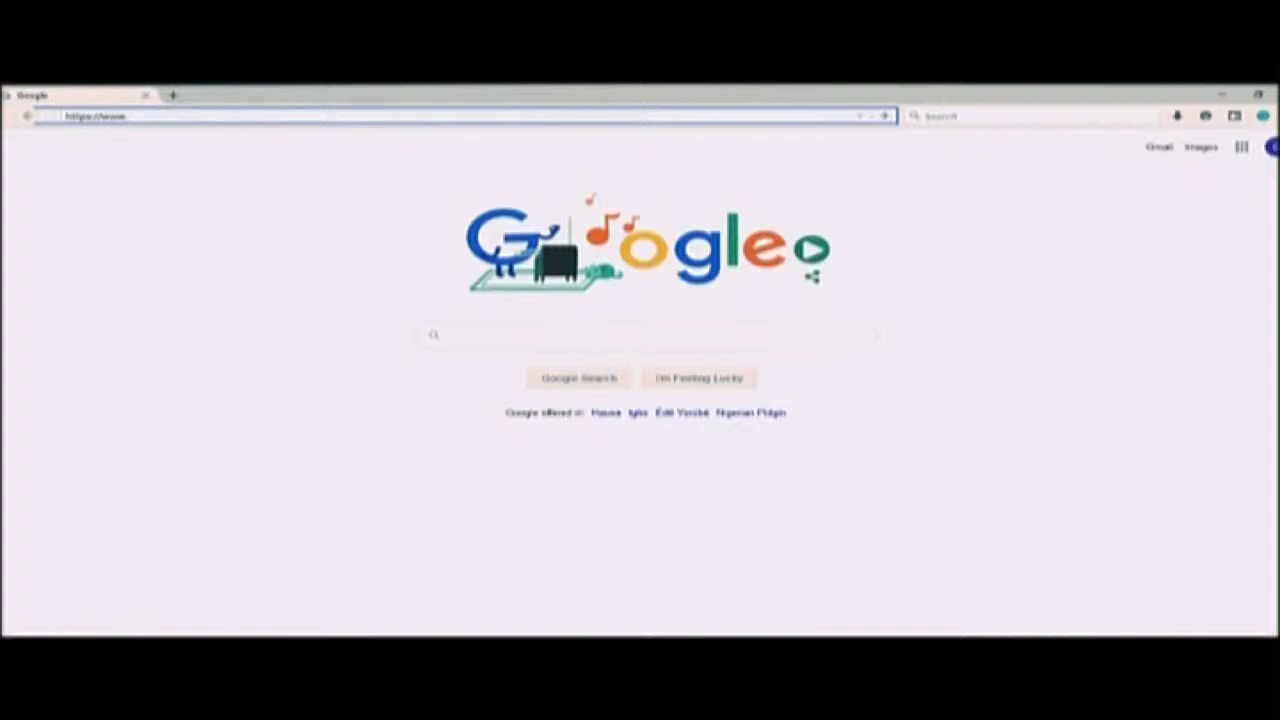 Google
https://www.
Search
Gmail Images
Google
Google Search I'm Feeling Lucky
Google offered in: Hausa Igbo Èdè Yorùbá Nigerian Pidgin